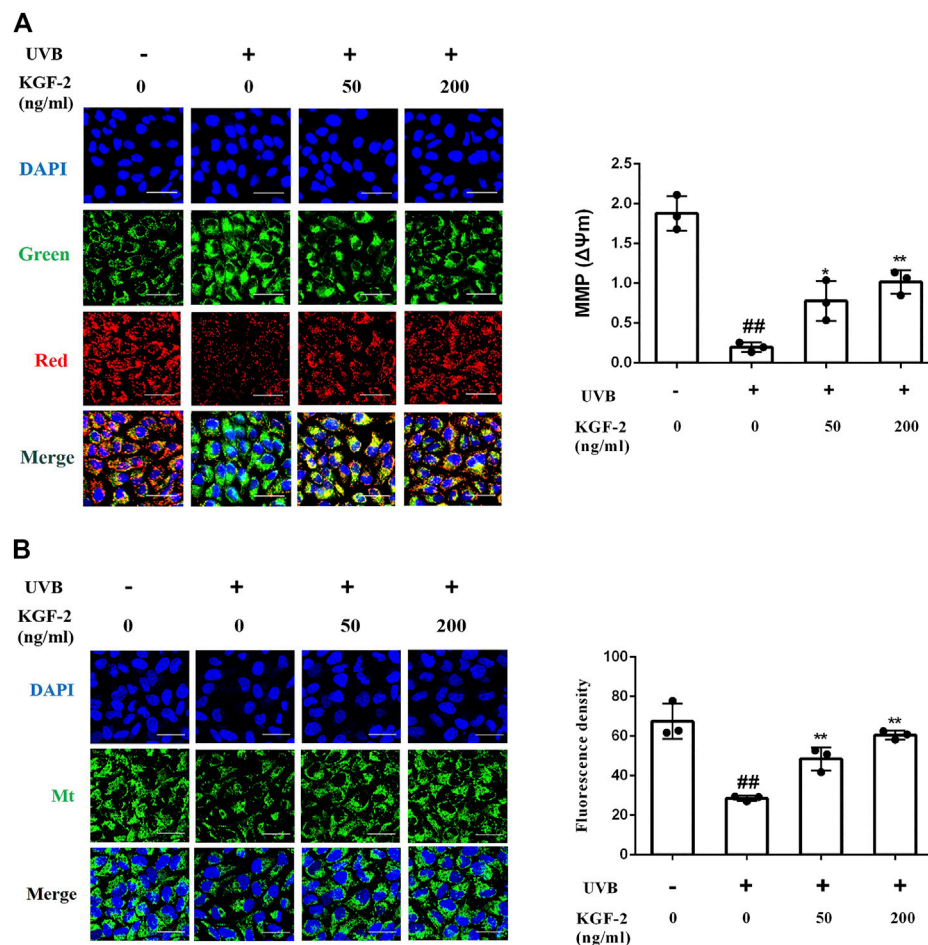 A
UVB - + + +
KGF-2 0 0 50 200
(ng/ml)
DAPI
Green
Red
Merge
MMP (ΔΨm)
2.5
2.0
1.5
1.0
0.5
0.0
## * **
UVB - + + +
KGF-2 0 0 50 200
(ng/ml)
B
UVB - + + +
KGF-2 0 0 50 200
(ng/ml)
DAPI
Mt
Merge
Fluorescence density
100
80
60
40
20
0
## ** **
UVB - + + +
KGF-2 0 0 50 200
(ng/ml)